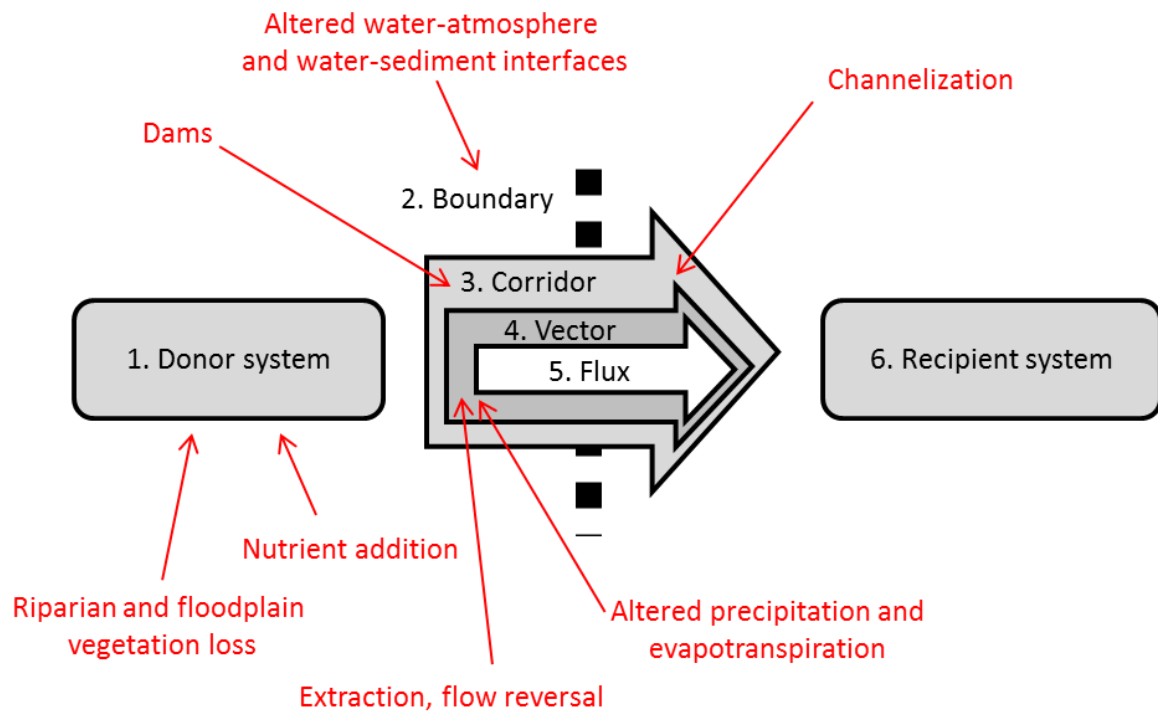 Altered water-atmosphere
and water-sediment interfaces
Channelization
Dams
2. Boundary
3. Corridor
4. Vector
1. Donor system
5. Flux
6. Recipient system
Nutrient addition
Riparian and floodplain
vegetation loss
Altered precipitation and
evapotranspiration
Extraction, flow reversal